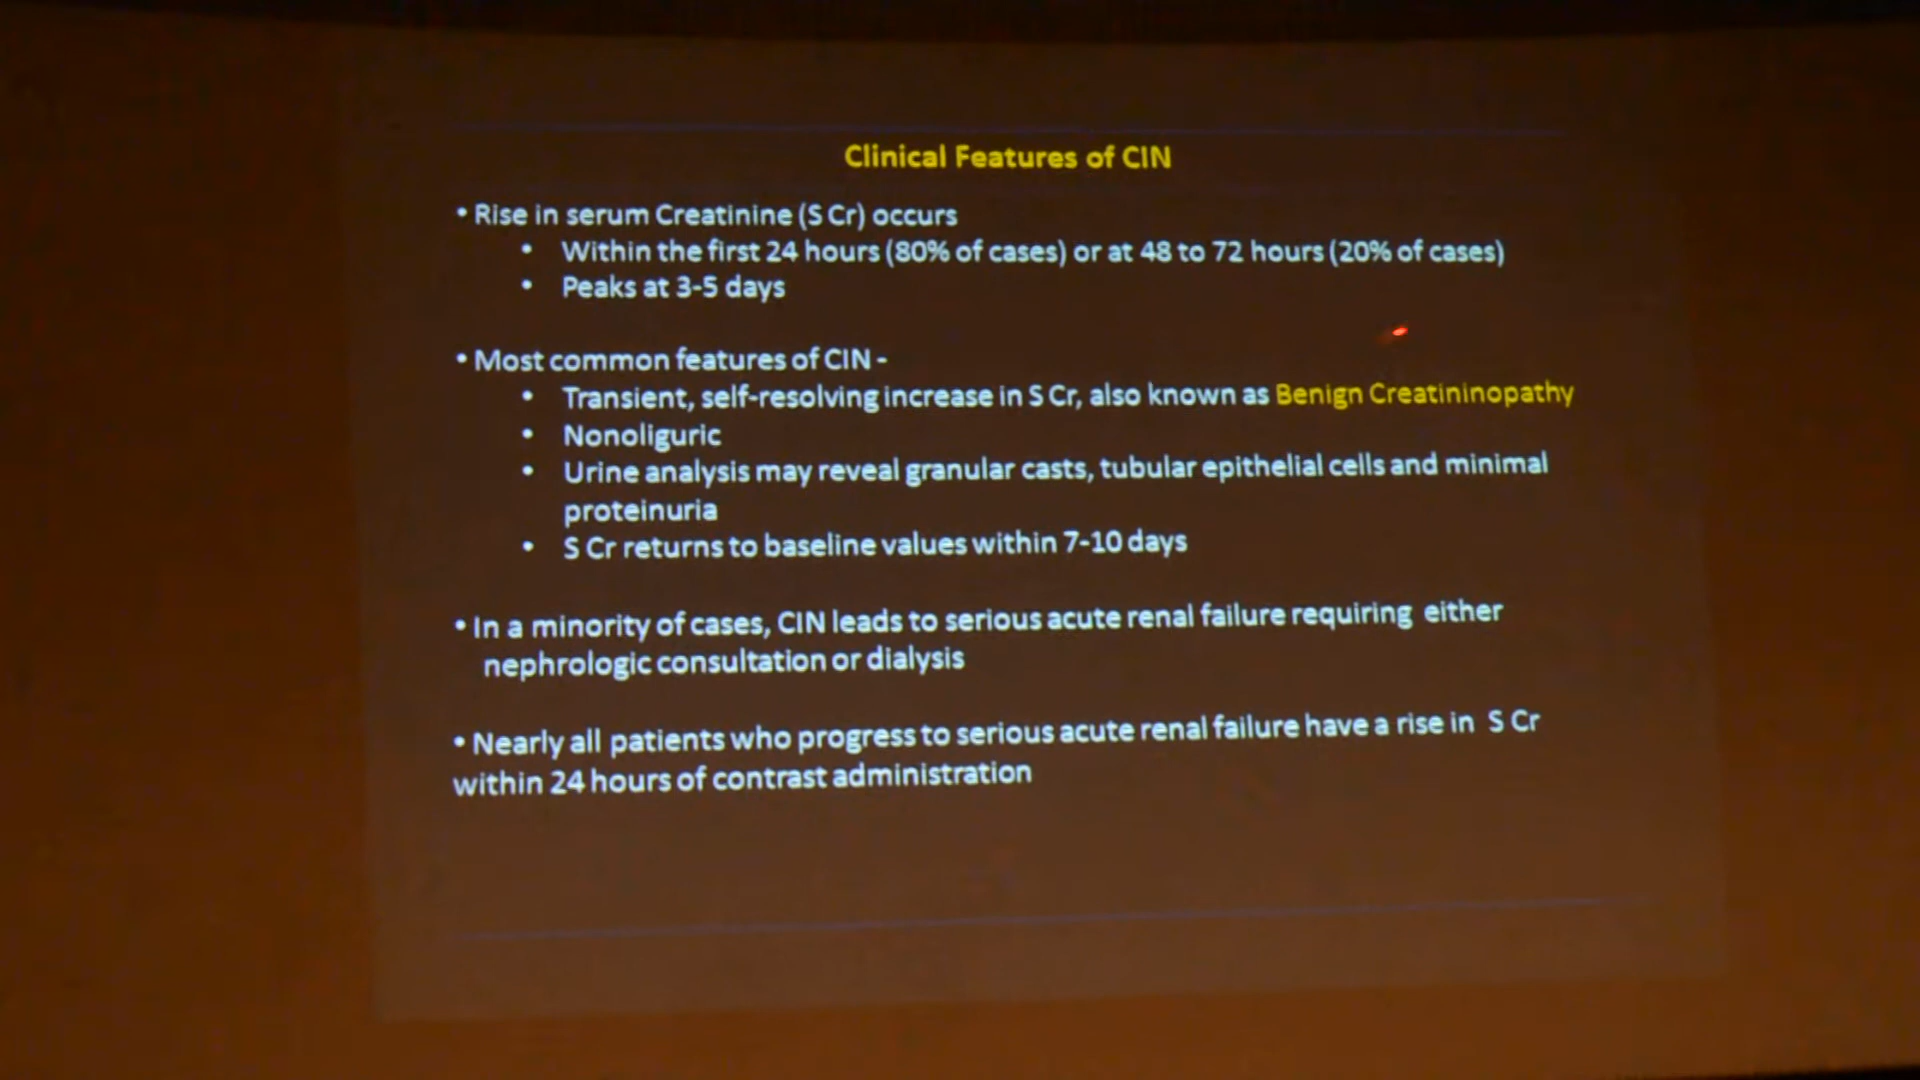 Clinical Features of CIN
• Rise in serum Creatinine (S Cr) occurs
• Within the first 24 hours (80% of cases) or at 48 to 72 hours (20% of cases)
• Peaks at 3-5 days
• Most common features of CIN -
• Transient, self-resolving increase in S Cr, also known as Benign Creatininopathy
• Nonoliguric
• Urine analysis may reveal granular casts, tubular epithelial cells and minimal
proteinuria
• S Cr returns to baseline values within 7-10 days
• In a minority of cases, CIN leads to serious acute renal failure requiring either
nephrologic consultation or dialysis
• Nearly all patients who progress to serious acute renal failure have a rise in S Cr
within 24 hours of contrast administration